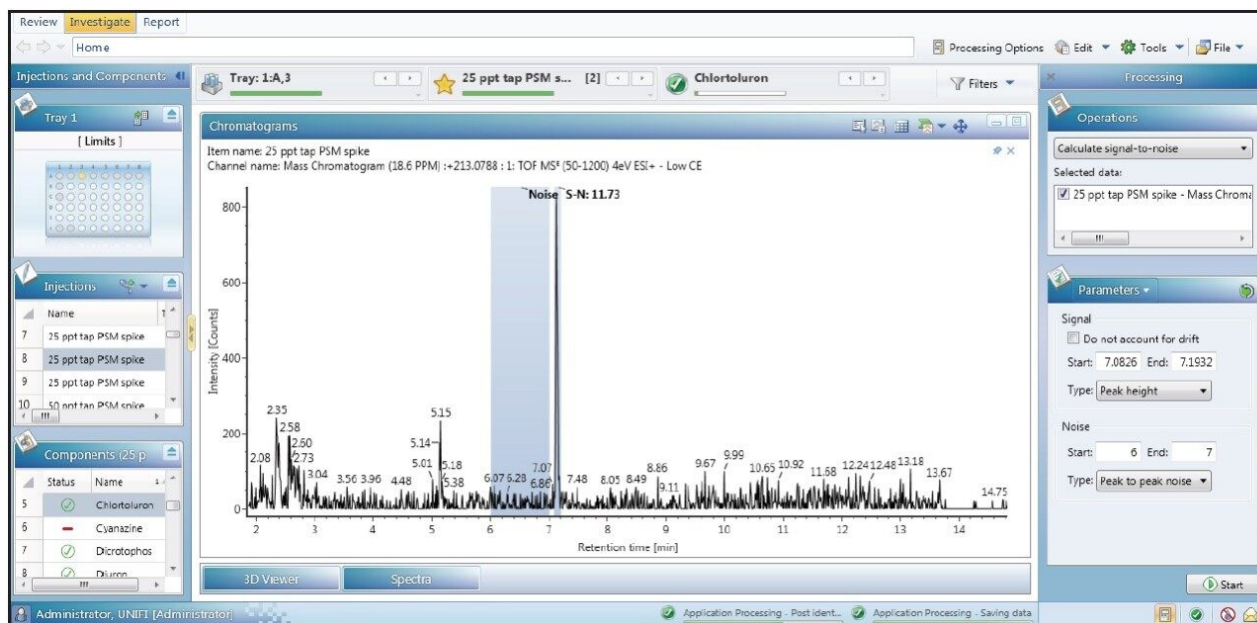 Review Investigate Report
Home
Processing Options Edit Tools File
Injections and Components
Tray: 1:A,3
25 ppt tap PSM s... [2]
Chlortoluron
Filters
Processing
Tray 1
[ Limits ]
1 2 3 4 5 6 7 8
Chromatograms
Item name: 25 ppt tap PSM spike
Channel name: Mass Chromatogram (18.6 PPM) :+213.0788 : 1: TOF MSᴱ (50-1200) 4eV ESI+ - Low CE
Noise S-N: 11.73
800
600
400
200
0
Intensity [Counts]
2.08
2.35
2.58
2.60
2.73
3.04
3.56
3.96
4.48
5.01
5.14
5.15
5.18
5.38
6.07
6.28
6.86
7.07
7.48
8.05
8.49
8.86
9.11
9.67
9.99
10.65
10.92
11.58
12.24
12.48
13.18
13.67
14.75
2 3 4 5 6 7 8 9 10 11 12 13 14
Retention time [min]
3D Viewer Spectra
Injections
Name
7 25 ppt tap PSM spike
8 25 ppt tap PSM spike
9 25 ppt tap PSM spike
10 50 ppt tap PSM spike
Components (25 p
Status Name
5 Chlortoluron
6 Cyanazine
7 Dicrotophos
8 Diuron
Operations
Calculate signal-to-noise
Selected data:
25 ppt tap PSM spike - Mass Chroma
Parameters
Signal
Do not account for drift
Start: 7.0826 End: 7.1932
Type: Peak height
Noise
Start: 6 End: 7
Type: Peak to peak noise
Start
Administrator, UNIFI [Administrator]
Application Processing - Post ident...
Application Processing - Saving data